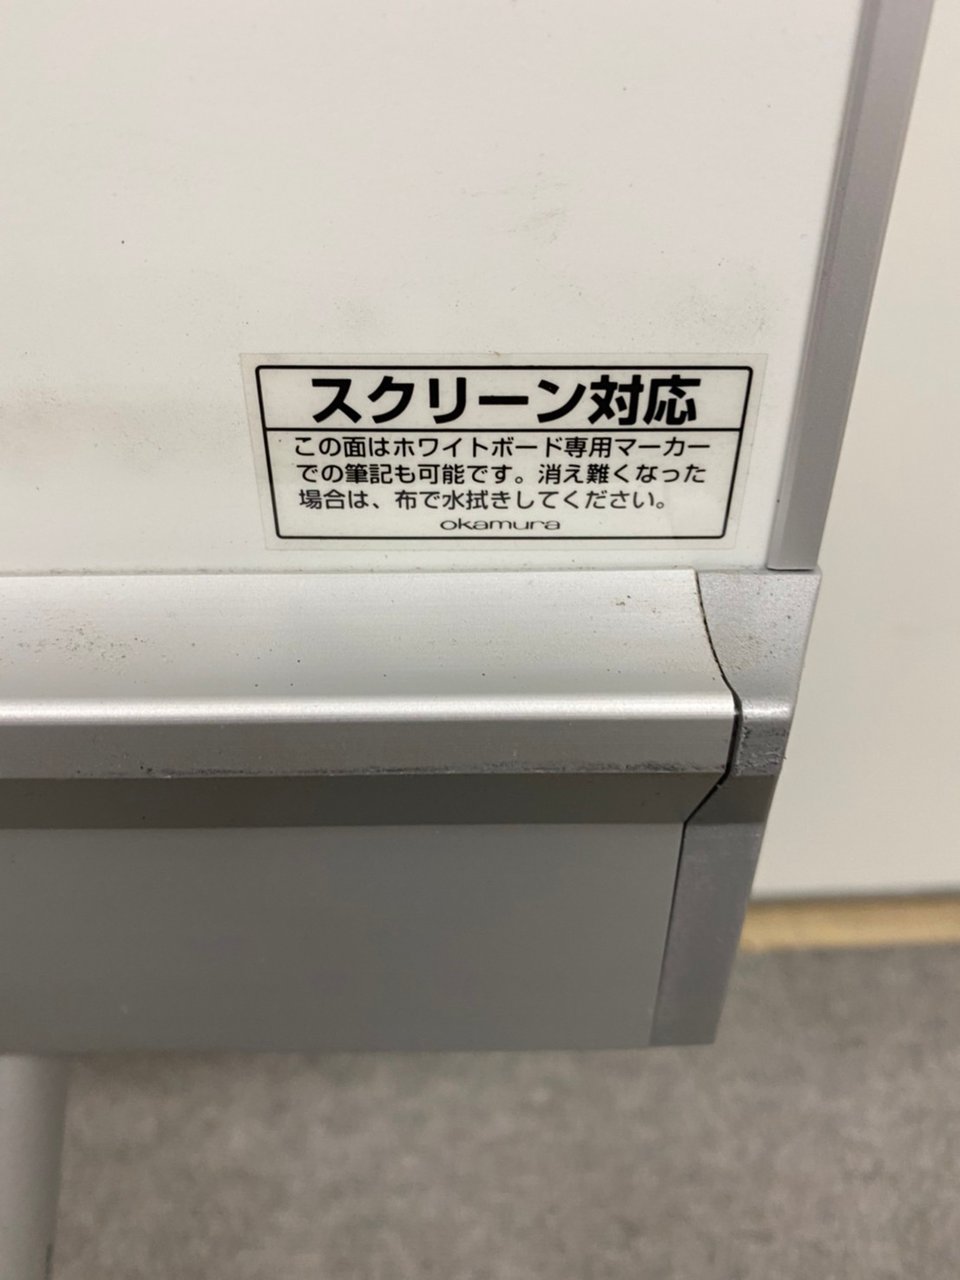 スクリーン対応
この面はホワイトボード専用マーカー
での筆記も可能です。消え難くなった
場合は、布で水拭きしてください。
okamura